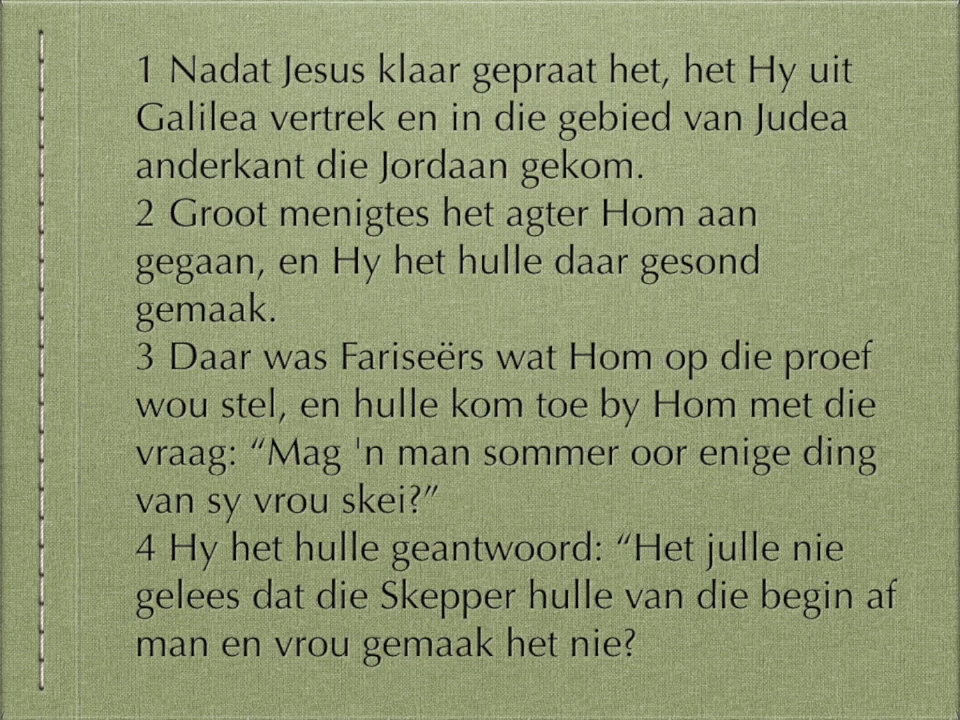 1 Nadat Jesus klaar gepraat het, het Hy uit
Galilea vertrek en in die gebied van Judea
anderkant die Jordaan gekom.
2 Groot menigtes het agter Hom aan
gegaan, en Hy het hulle daar gesond
gemaak.
3 Daar was Fariseërs wat Hom op die proef
wou stel, en hulle kom toe by Hom met die
vraag: “Mag 'n man sommer oor enige ding
van sy vrou skei?”
4 Hy het hulle geantwoord: “Het julle nie
gelees dat die Skepper hulle van die begin af
man en vrou gemaak het nie?